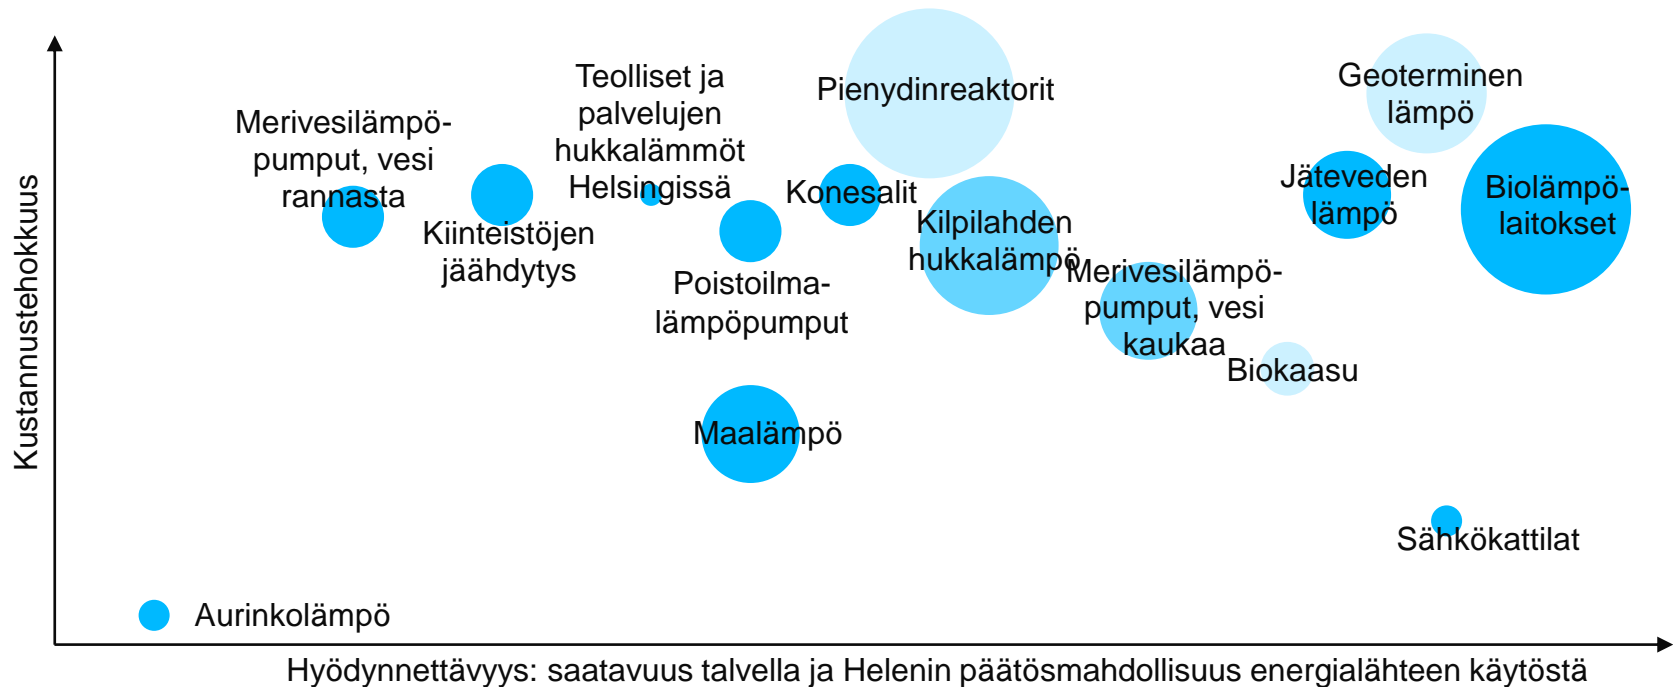 Kustannustehokkuus
Merivesilämpö-
pumput, vesi
rannasta
Kiinteistöjen
jäähdytys
Teolliset ja
palvelujen
hukkalämmöt
Helsingissä
Poistoilma-
lämpöpumput
Konesalit
Pienydinreaktorit
Kilpilahden
hukkalämpö
Merivesilämpö-
pumput, vesi
kaukaa
Biokaasu
Jäteveden
lämpö
Geoterminen
lämpö
Biolämpö-
laitokset
Maalämpö
Sähkökattilat
Aurinkolämpö
Hyödynnettävyys: saatavuus talvella ja Helenin päätösmahdollisuus energialähteen käytöstä